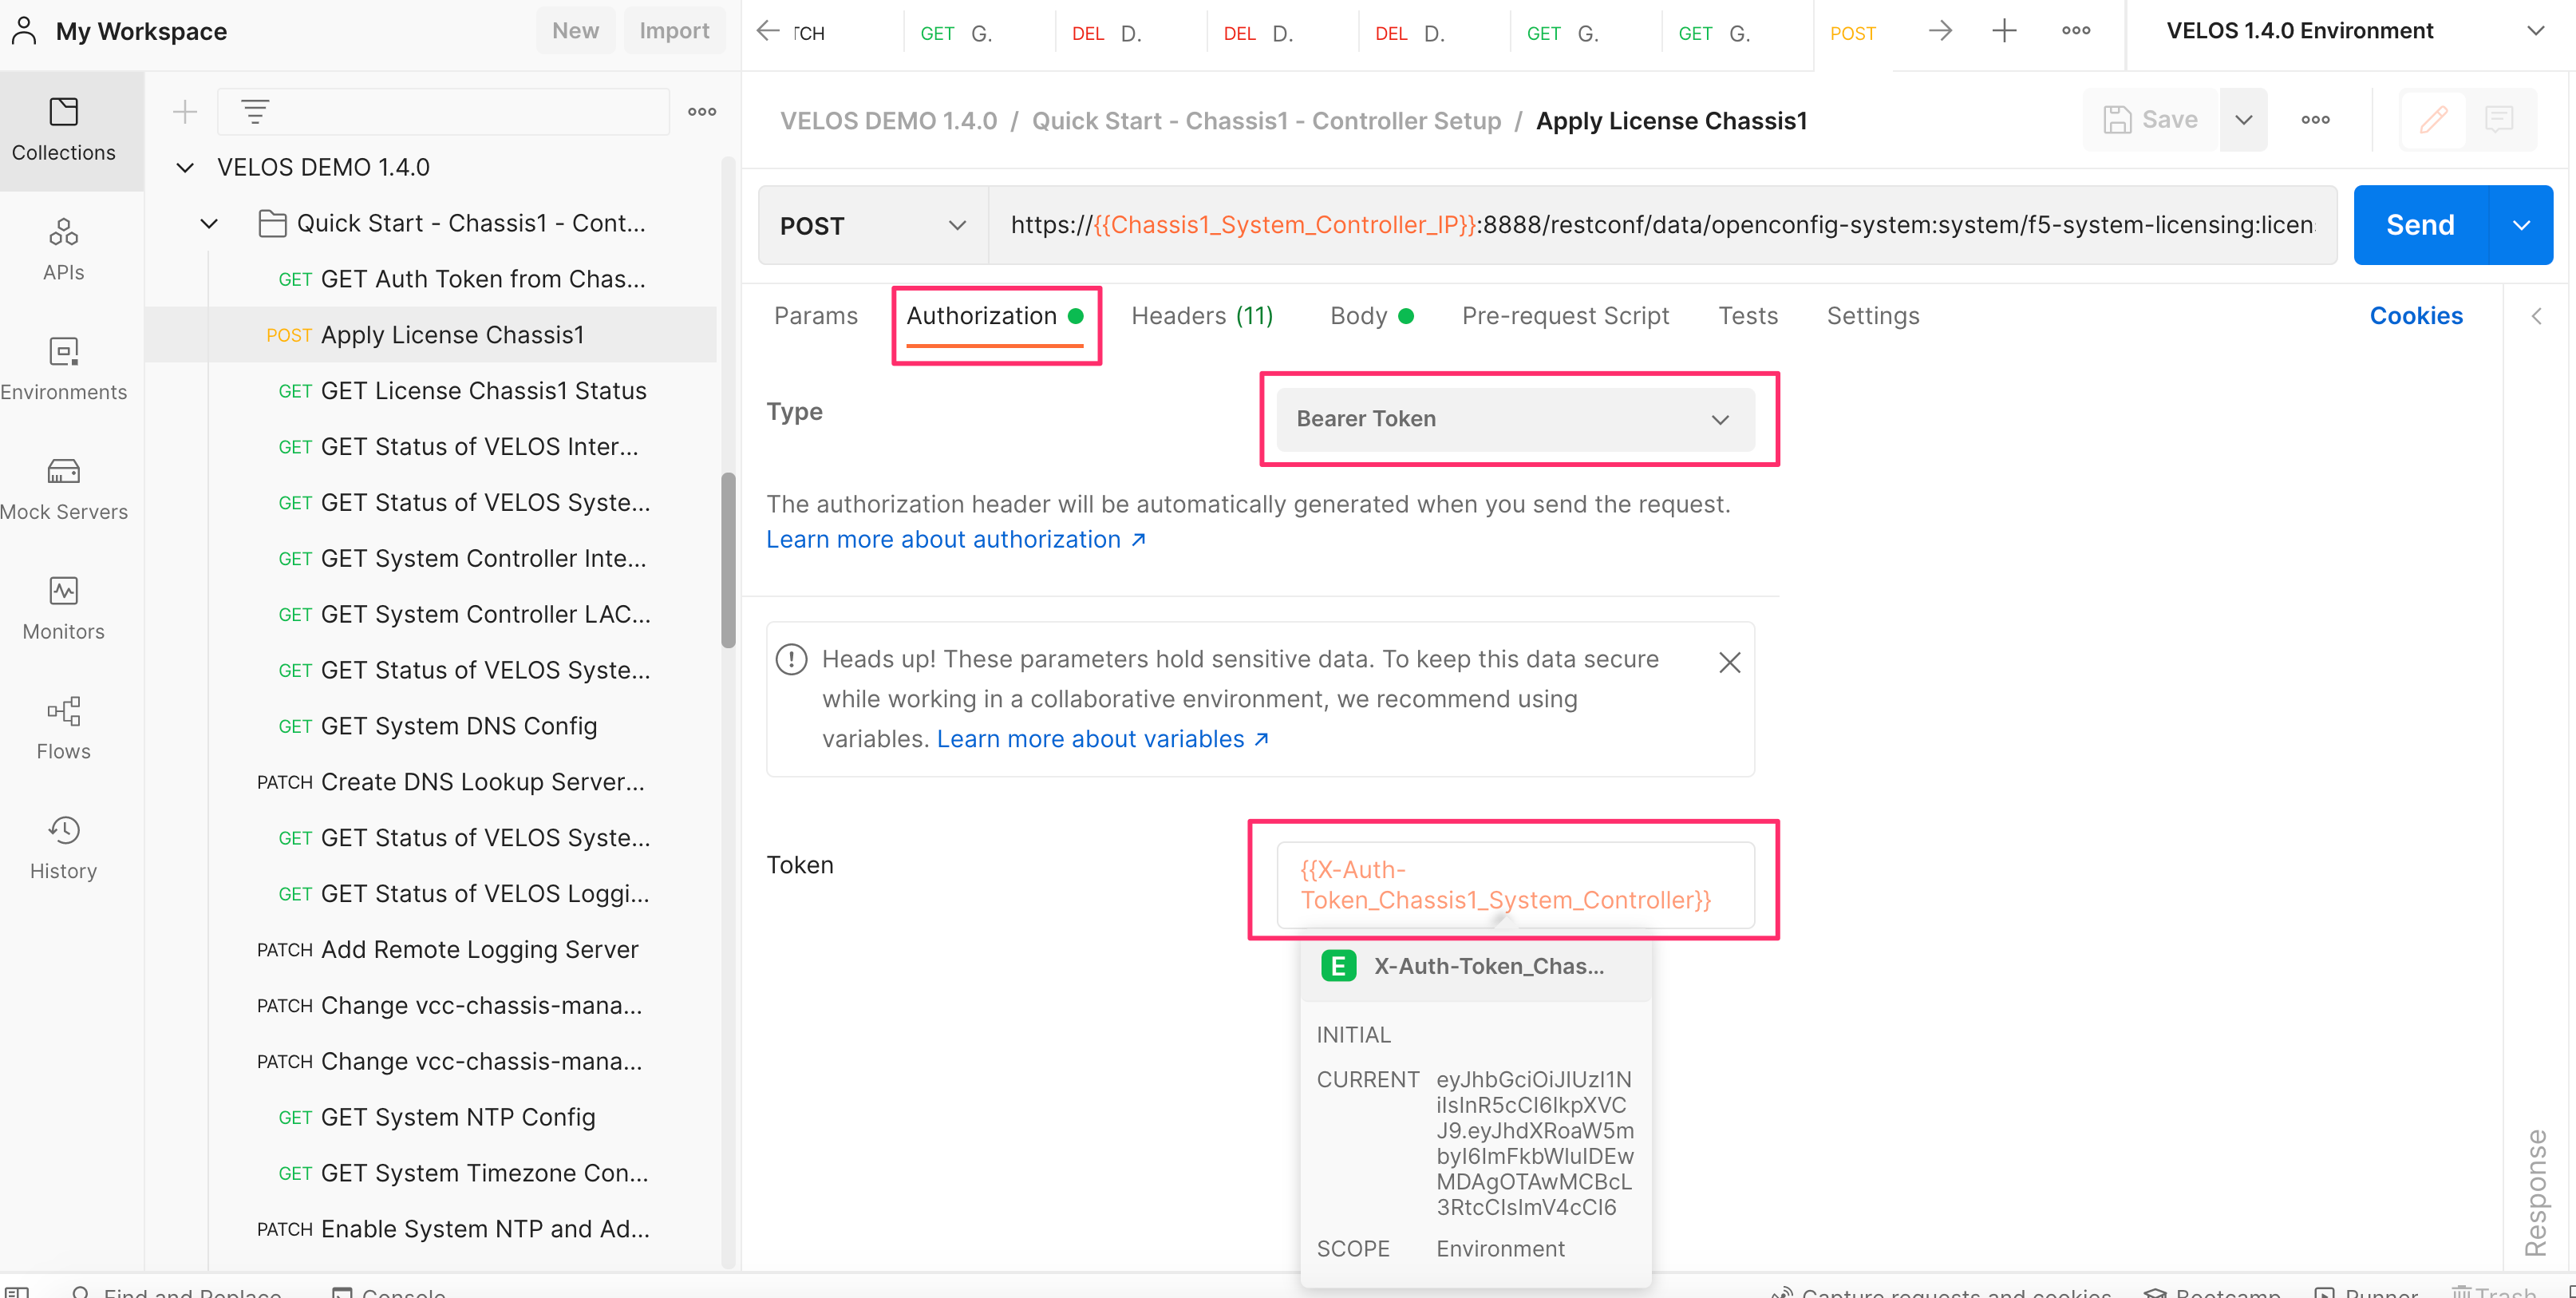 My Workspace
New
Import
TCH
GET G.
DEL D.
DEL D.
DEL D.
GET G.
GET G.
POST
VELOS 1.4.0 Environment
Collections
APIs
Environments
Mock Servers
Monitors
Flows
History
VELOS DEMO 1.4.0
Quick Start - Chassis1 - Cont...
GET GET Auth Token from Chas...
POST Apply License Chassis1
GET GET License Chassis1 Status
GET GET Status of VELOS Inter...
GET GET Status of VELOS Syste...
GET GET System Controller Inte...
GET GET System Controller LAC...
GET GET Status of VELOS Syste...
GET GET System DNS Config
PATCH Create DNS Lookup Server...
GET GET Status of VELOS Syste...
GET GET Status of VELOS Loggi...
PATCH Add Remote Logging Server
PATCH Change vcc-chassis-mana...
PATCH Change vcc-chassis-mana...
GET GET System NTP Config
GET GET System Timezone Con...
PATCH Enable System NTP and Ad...
VELOS DEMO 1.4.0 / Quick Start - Chassis1 - Controller Setup / Apply License Chassis1
Save
POST
https://{{Chassis1_System_Controller_IP}}:8888/restconf/data/openconfig-system:system/f5-system-licensing:licen
Send
Params
Authorization
Headers (11)
Body
Pre-request Script
Tests
Settings
Cookies
Type
Bearer Token
The authorization header will be automatically generated when you send the request.
Learn more about authorization ↗
Heads up! These parameters hold sensitive data. To keep this data secure
while working in a collaborative environment, we recommend using
variables. Learn more about variables ↗
Token
{{X-Auth-
Token_Chassis1_System_Controller}}
E X-Auth-Token_Chas...
INITIAL
CURRENT eyJhbGciOiJIUzI1N
iIsInR5cCI6IkpXVC
J9.eyJhdXRoaW5m
byI6ImFkbWluIDEw
MDAgOTAwMCBcL
3RtcCIsImV4cCI6
SCOPE Environment
Response
Find and Replace
Console
Capture requests and cookies
Bootcamp
Runner
Trash